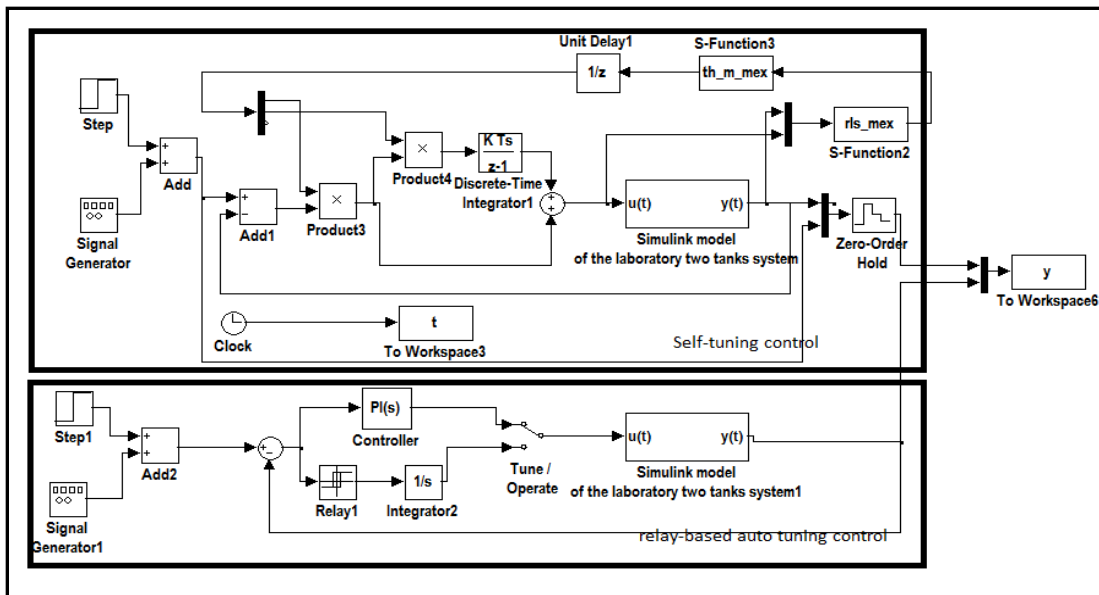 Unit Delay1
S-Function3
1/z
th_m_mex
Step
rls_mex
S-Function2
Add
Product4
K Ts
z-1
Discrete-Time
Integrator1
Signal
Generator
Add1
Product3
u(t)
y(t)
Simulink model
of the laboratory two tanks system
Zero-Order
Hold
y
To Workspace6
Clock
t
To Workspace3
Self-tuning control
Step1
PI(s)
Controller
Add2
u(t)
y(t)
Simulink model
of the laboratory two tanks system1
Tune /
Operate
Relay1
1/s
Integrator2
Signal
Generator1
relay-based auto tuning control